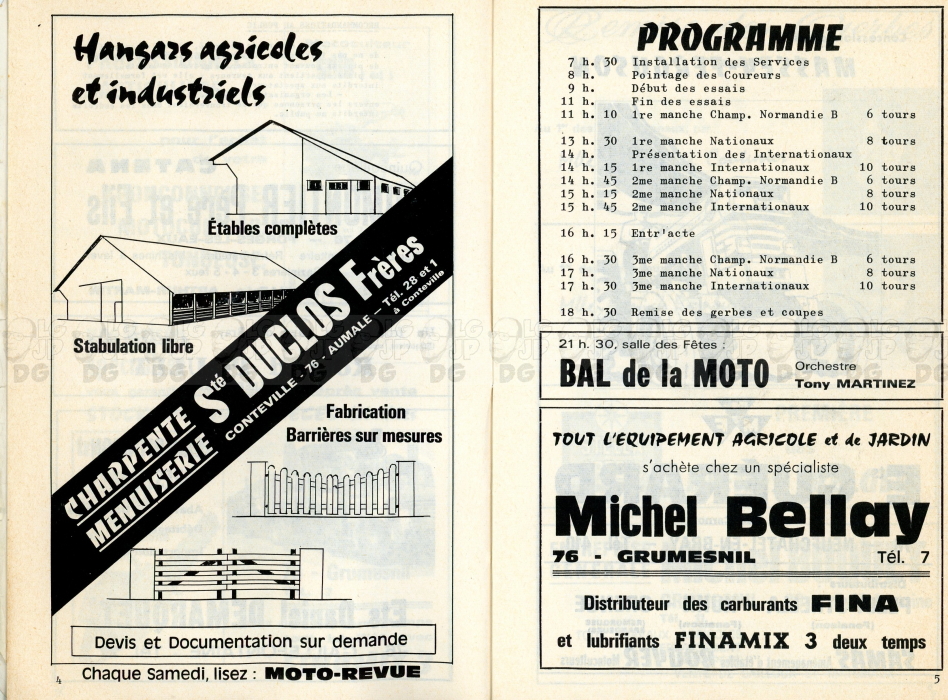 Hangars agricoles
et industriels
Étables complètes
Stabulation libre
CHARPENTE
MENUISERIE
Sté DUCLOS Frères
CONTEVILLE - 76 - AUMALE — Tél. 28 et 1
à Conteville
Fabrication
Barrières sur mesures
Devis et Documentation sur demande
Chaque Samedi, lisez : MOTO-REVUE
4
PROGRAMME
7 h. 30 Installation des Services
8 h. Pointage des Coureurs
9 h. Début des essais
11 h. Fin des essais
11 h. 10 1re manche Champ. Normandie B 6 tours
13 h. 30 1re manche Nationaux 8 tours
14 h. Présentation des Internationaux
14 h. 15 1re manche Internationaux 10 tours
14 h. 45 2me manche Champ. Normandie B 6 tours
15 h. 15 2me manche Nationaux 8 tours
15 h. 45 2me manche Internationaux 10 tours
16 h. 15 Entr'acte
16 h. 30 3me manche Champ. Normandie B 6 tours
17 h. 3me manche Nationaux 8 tours
17 h. 30 3me manche Internationaux 10 tours
18 h. 30 Remise des gerbes et coupes
21 h. 30, salle des Fêtes :
BAL de la MOTO
Orchestre
Tony MARTINEZ
TOUT L'EQUIPEMENT AGRICOLE et de JARDIN
s'achète chez un spécialiste
Michel Bellay
76 - GRUMESNIL Tél. 7
Distributeur des carburants FINA
et lubrifiants FINAMIX 3 deux temps
5